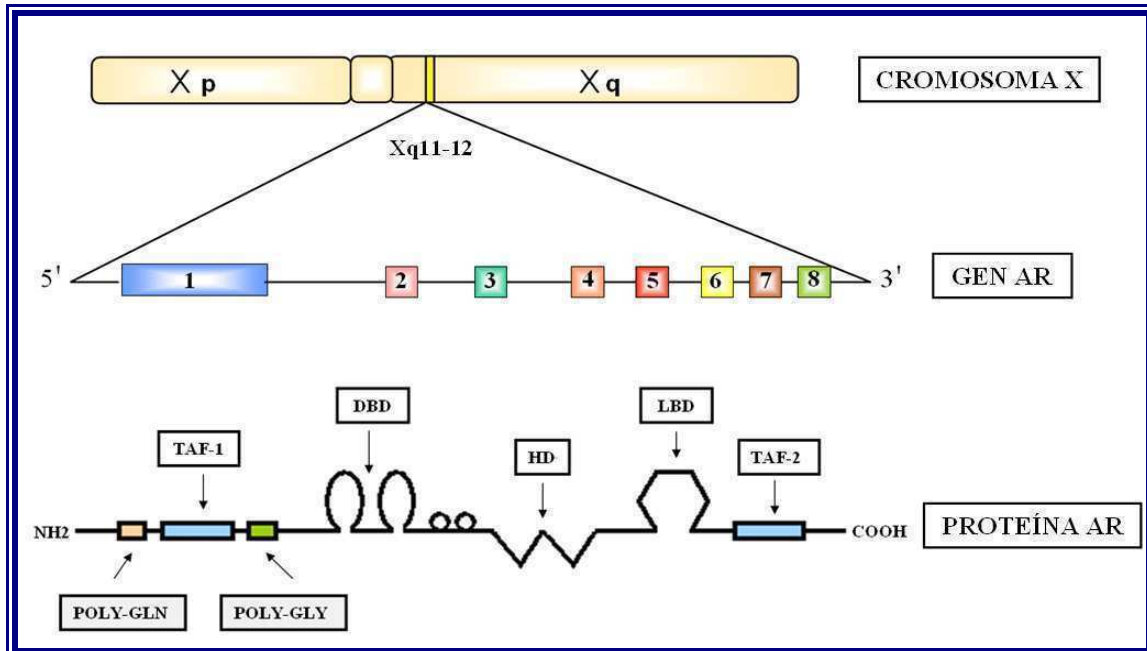 X p
X q
CROMOSOMA X
Xq11-12
5'
1
2
3
4
5
6
7
8
3'
GEN AR
DBD
LBD
TAF-1
HD
TAF-2
NH2
COOH
PROTEÍNA AR
POLY-GLN
POLY-GLY